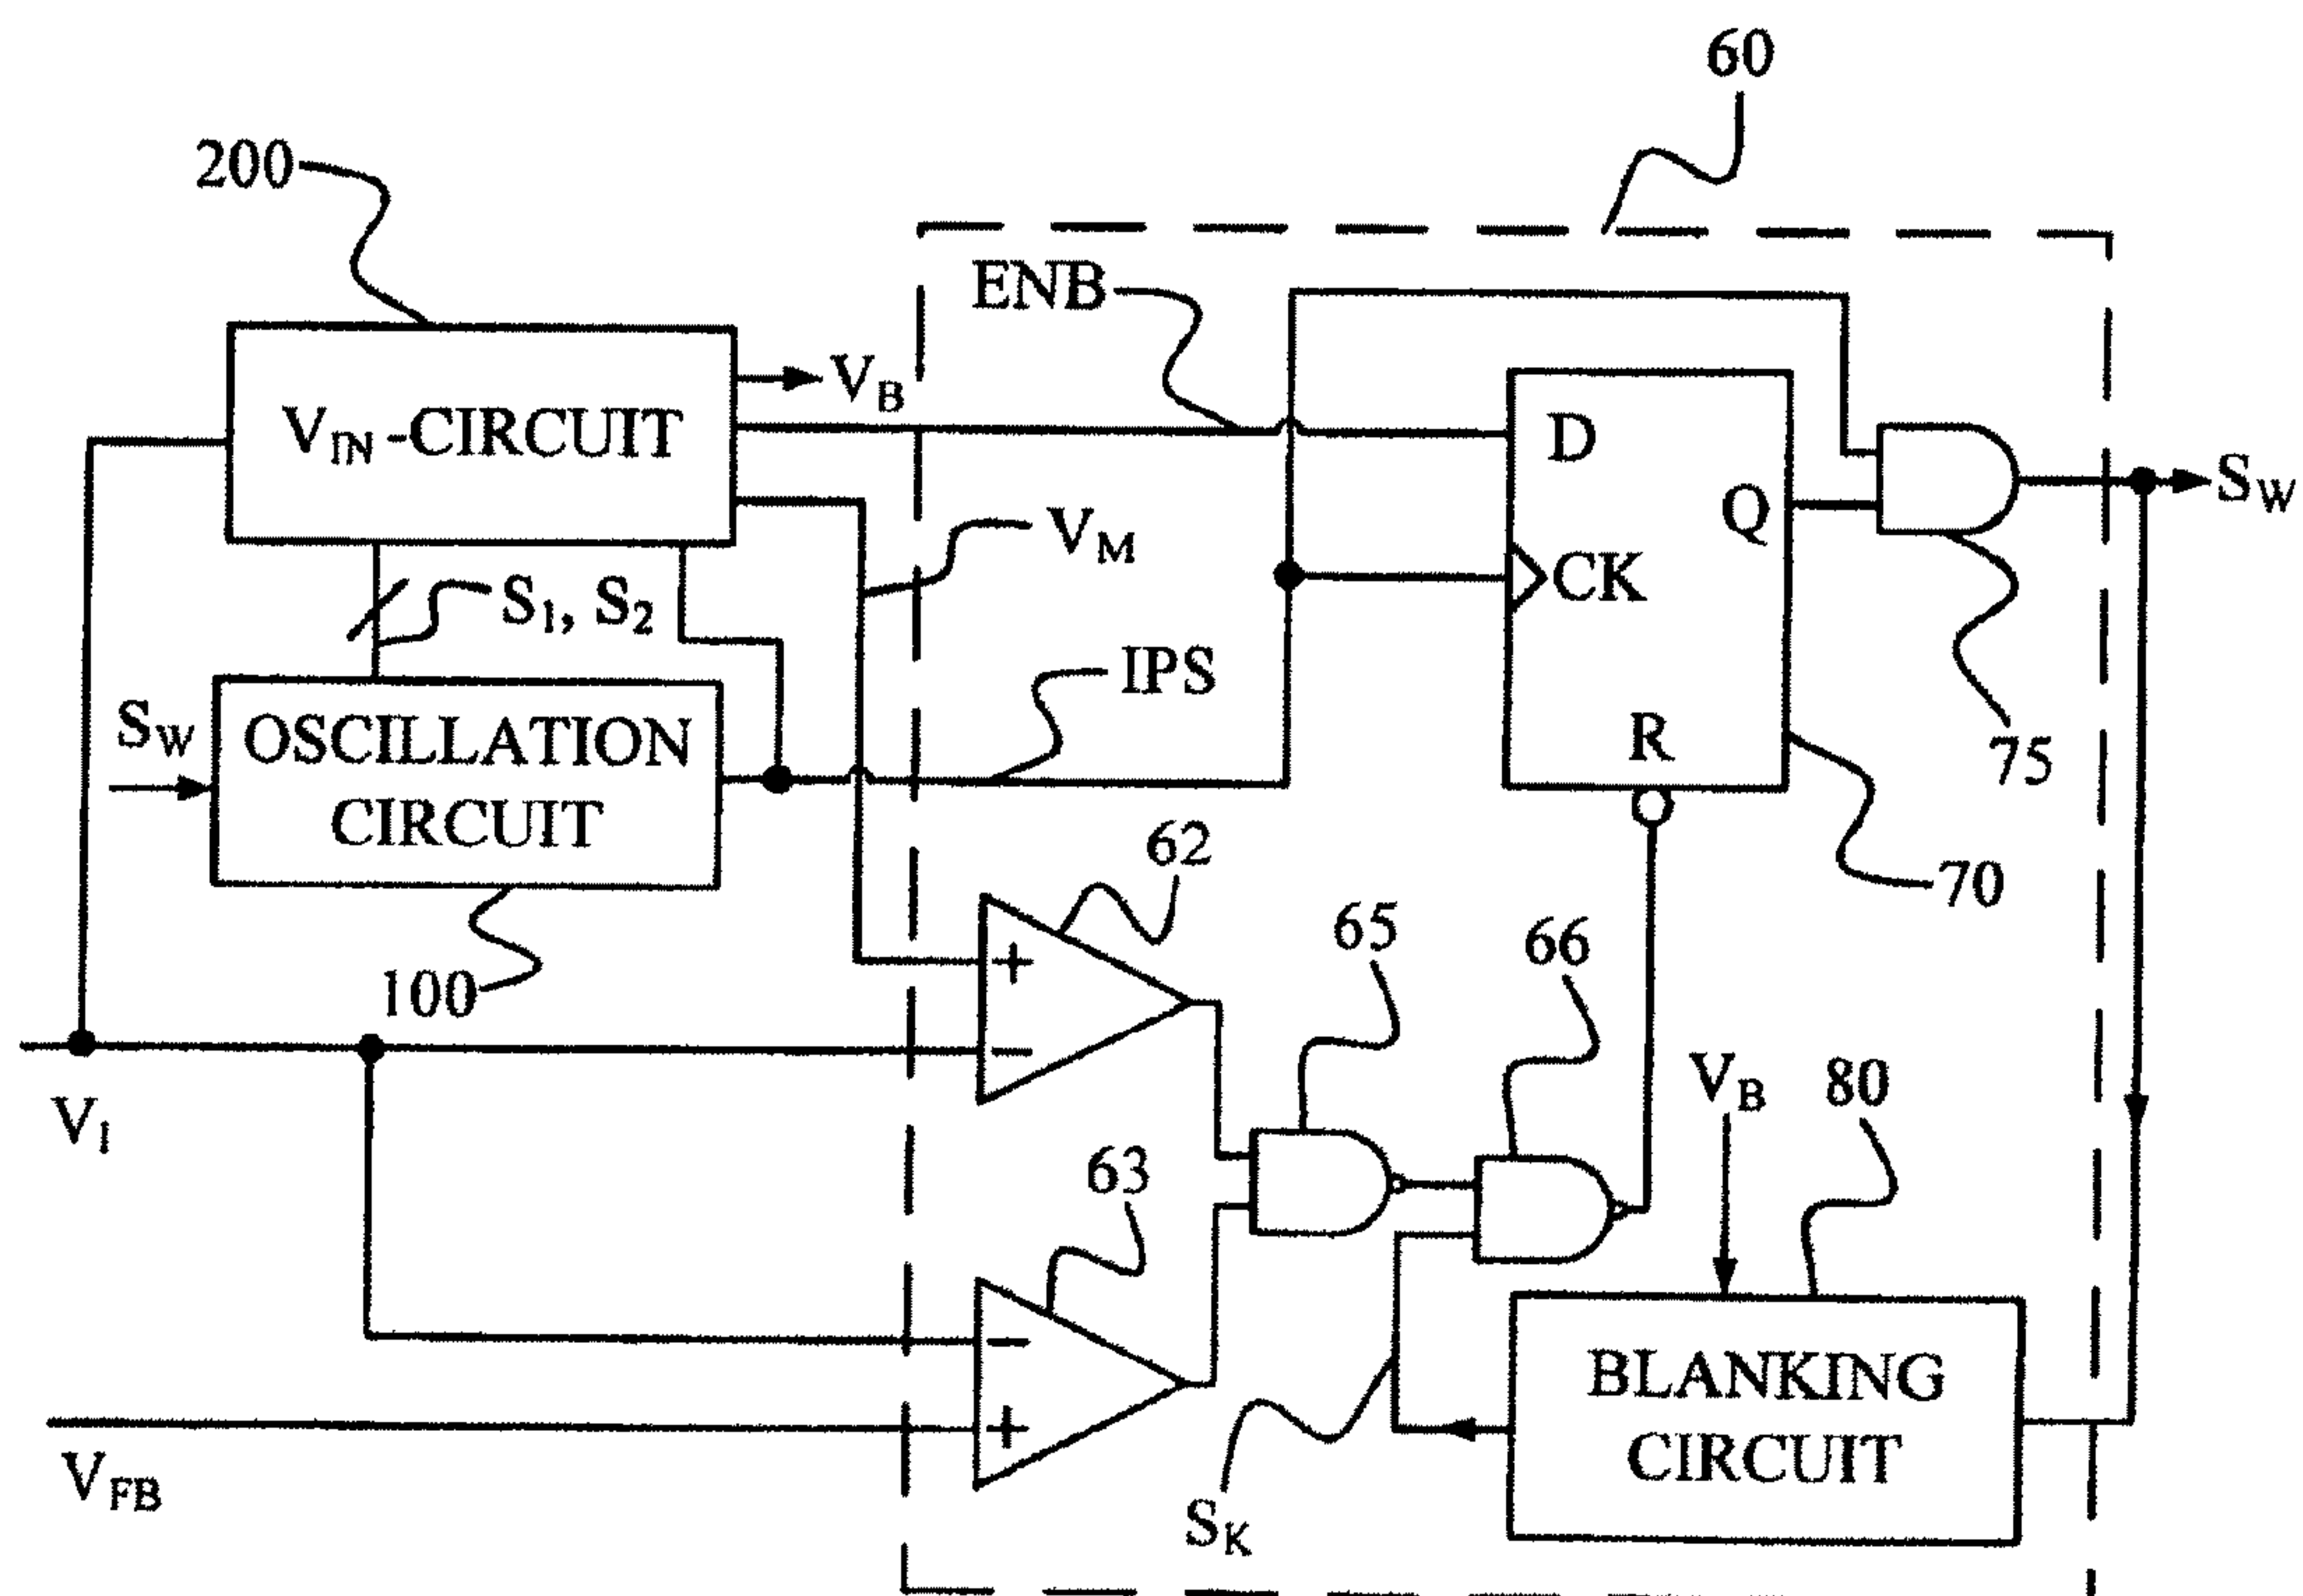 60
200
ENB
V_B
V_IN -CIRCUIT
D
Q
S_W
V_M
CK
S_1, S_2
IPS
S_W
OSCILLATION
CIRCUIT
R
75
62
70
65
66
100
V_I
V_B
80
63
BLANKING
CIRCUIT
V_FB
S_K